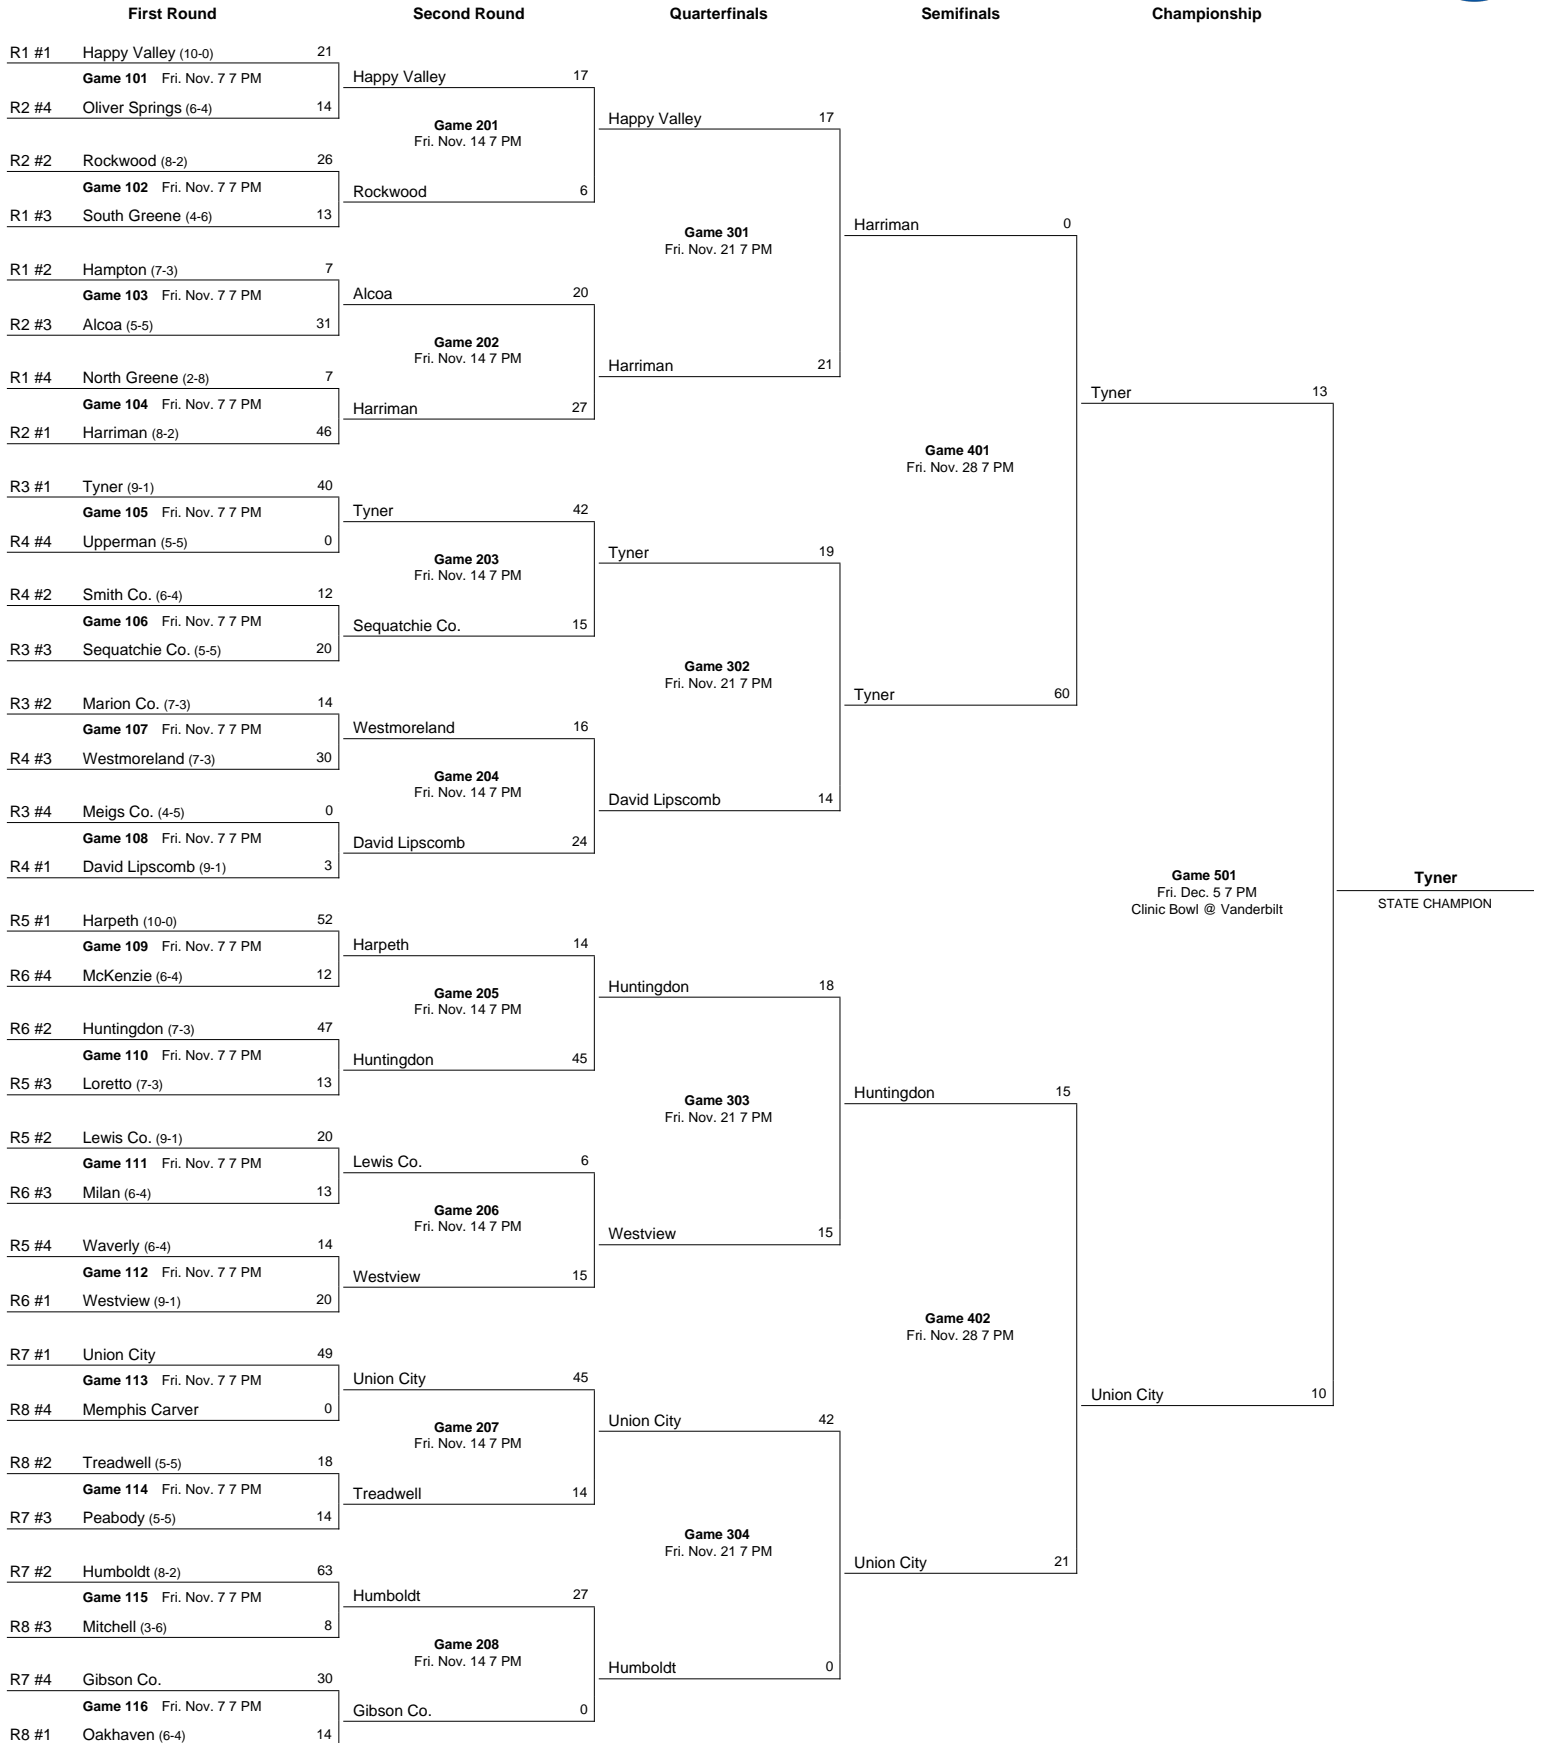 First Round Second Round Quarterfinals Semifinals Championship
R1 #1 Happy Valley (10-0) 21
Game 101 Fri. Nov. 7 7 PM
R2 #4 Oliver Springs (6-4) 14
Happy Valley 17
Game 201
Fri. Nov. 14 7 PM
Rockwood 6
R2 #2 Rockwood (8-2) 26
Game 102 Fri. Nov. 7 7 PM
R1 #3 South Greene (4-6) 13
Happy Valley 17
Game 301
Fri. Nov. 21 7 PM
Harriman 21
R1 #2 Hampton (7-3) 7
Game 103 Fri. Nov. 7 7 PM
R2 #3 Alcoa (5-5) 31
Alcoa 20
Game 202
Fri. Nov. 14 7 PM
Harriman 27
R1 #4 North Greene (2-8) 7
Game 104 Fri. Nov. 7 7 PM
R2 #1 Harriman (8-2) 46
Harriman 0
Game 401
Fri. Nov. 28 7 PM
Tyner 60
R3 #1 Tyner (9-1) 40
Game 105 Fri. Nov. 7 7 PM
R4 #4 Upperman (5-5) 0
Tyner 42
Game 203
Fri. Nov. 14 7 PM
Sequatchie Co. 15
R4 #2 Smith Co. (6-4) 12
Game 106 Fri. Nov. 7 7 PM
R3 #3 Sequatchie Co. (5-5) 20
Tyner 19
Game 302
Fri. Nov. 21 7 PM
David Lipscomb 14
R3 #2 Marion Co. (7-3) 14
Game 107 Fri. Nov. 7 7 PM
R4 #3 Westmoreland (7-3) 30
Westmoreland 16
Game 204
Fri. Nov. 14 7 PM
David Lipscomb 24
R3 #4 Meigs Co. (4-5) 0
Game 108 Fri. Nov. 7 7 PM
R4 #1 David Lipscomb (9-1) 3
Tyner 13
Game 501
Fri. Dec. 5 7 PM
Clinic Bowl @ Vanderbilt
Union City 10
Tyner
STATE CHAMPION
R5 #1 Harpeth (10-0) 52
Game 109 Fri. Nov. 7 7 PM
R6 #4 McKenzie (6-4) 12
Harpeth 14
Game 205
Fri. Nov. 14 7 PM
Huntingdon 45
R6 #2 Huntingdon (7-3) 47
Game 110 Fri. Nov. 7 7 PM
R5 #3 Loretto (7-3) 13
Huntingdon 18
Game 303
Fri. Nov. 21 7 PM
Westview 15
R5 #2 Lewis Co. (9-1) 20
Game 111 Fri. Nov. 7 7 PM
R6 #3 Milan (6-4) 13
Lewis Co. 6
Game 206
Fri. Nov. 14 7 PM
Westview 15
R5 #4 Waverly (6-4) 14
Game 112 Fri. Nov. 7 7 PM
R6 #1 Westview (9-1) 20
Huntingdon 15
Game 402
Fri. Nov. 28 7 PM
Union City 21
R7 #1 Union City 49
Game 113 Fri. Nov. 7 7 PM
R8 #4 Memphis Carver 0
Union City 45
Game 207
Fri. Nov. 14 7 PM
Treadwell 14
R8 #2 Treadwell (5-5) 18
Game 114 Fri. Nov. 7 7 PM
R7 #3 Peabody (5-5) 14
Union City 42
Game 304
Fri. Nov. 21 7 PM
Humboldt 0
R7 #2 Humboldt (8-2) 63
Game 115 Fri. Nov. 7 7 PM
R8 #3 Mitchell (3-6) 8
Humboldt 27
Game 208
Fri. Nov. 14 7 PM
Gibson Co. 0
R7 #4 Gibson Co. 30
Game 116 Fri. Nov. 7 7 PM
R8 #1 Oakhaven (6-4) 14